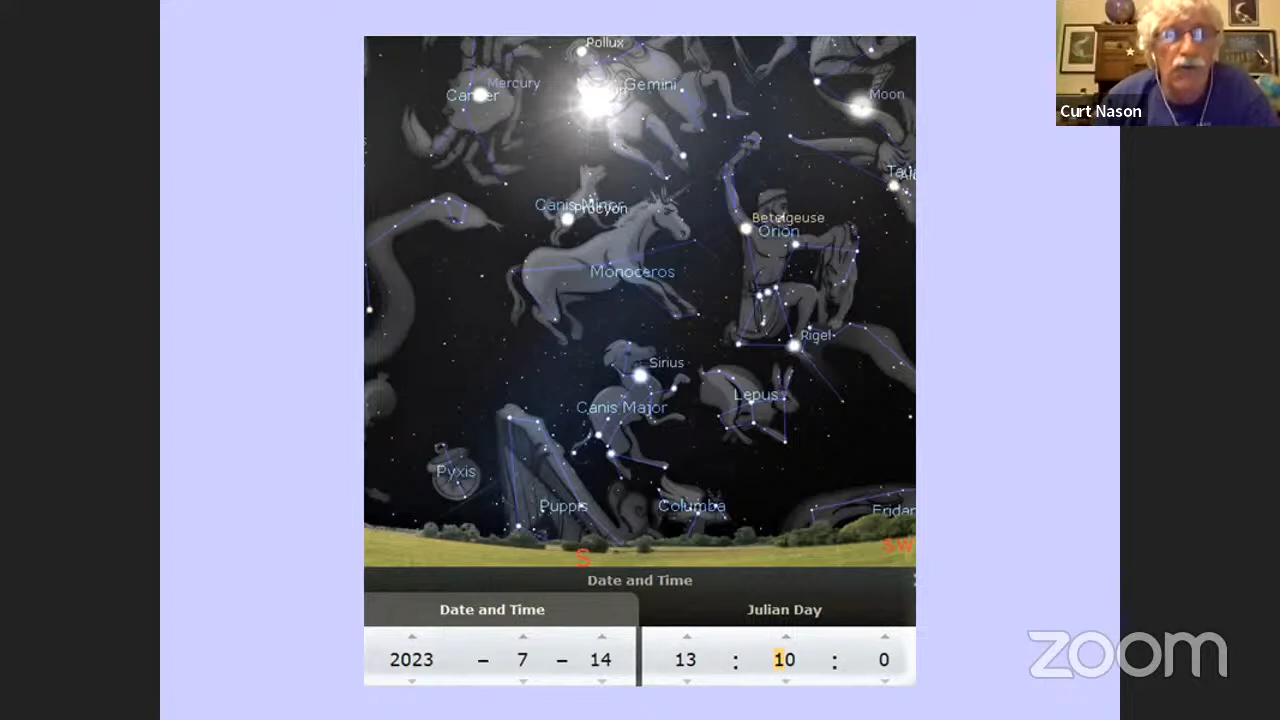 Pollux
Gemini
Mercury
Cancer
Moon
Curt Nason
Canis Minor
Procyon
Betelgeuse
Orion
Monoceros
Rigel
Sirius
Lepus
Canis Major
Pyxis
Puppis
Columba
Eridan
S
SW
Date and Time
Date and Time
Julian Day
2023 - 7 - 14 13 : 10 : 0
zoom